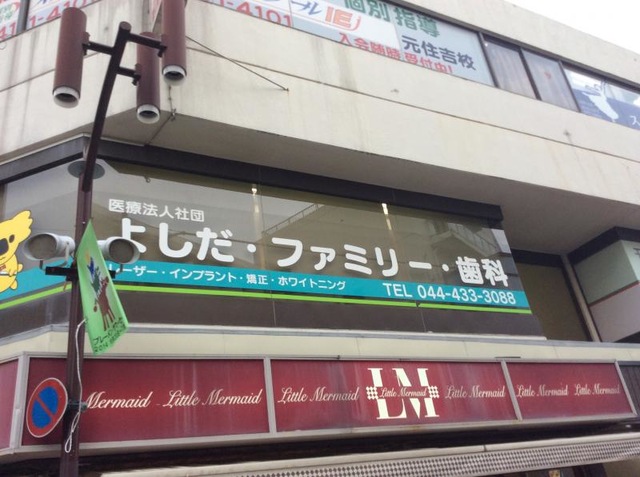 1-4101
個別指導
元住吉校
入会随時 受付中!
医療法人社団
よしだ・ファミリー・歯科
ーザー・インプラント・矯正・ホワイトニング
TEL 044-433-3088
Mermaid Little Mermaid Little Mermaid LM Little Mermaid Little Mermaid Little Mermaid Little Mermaid